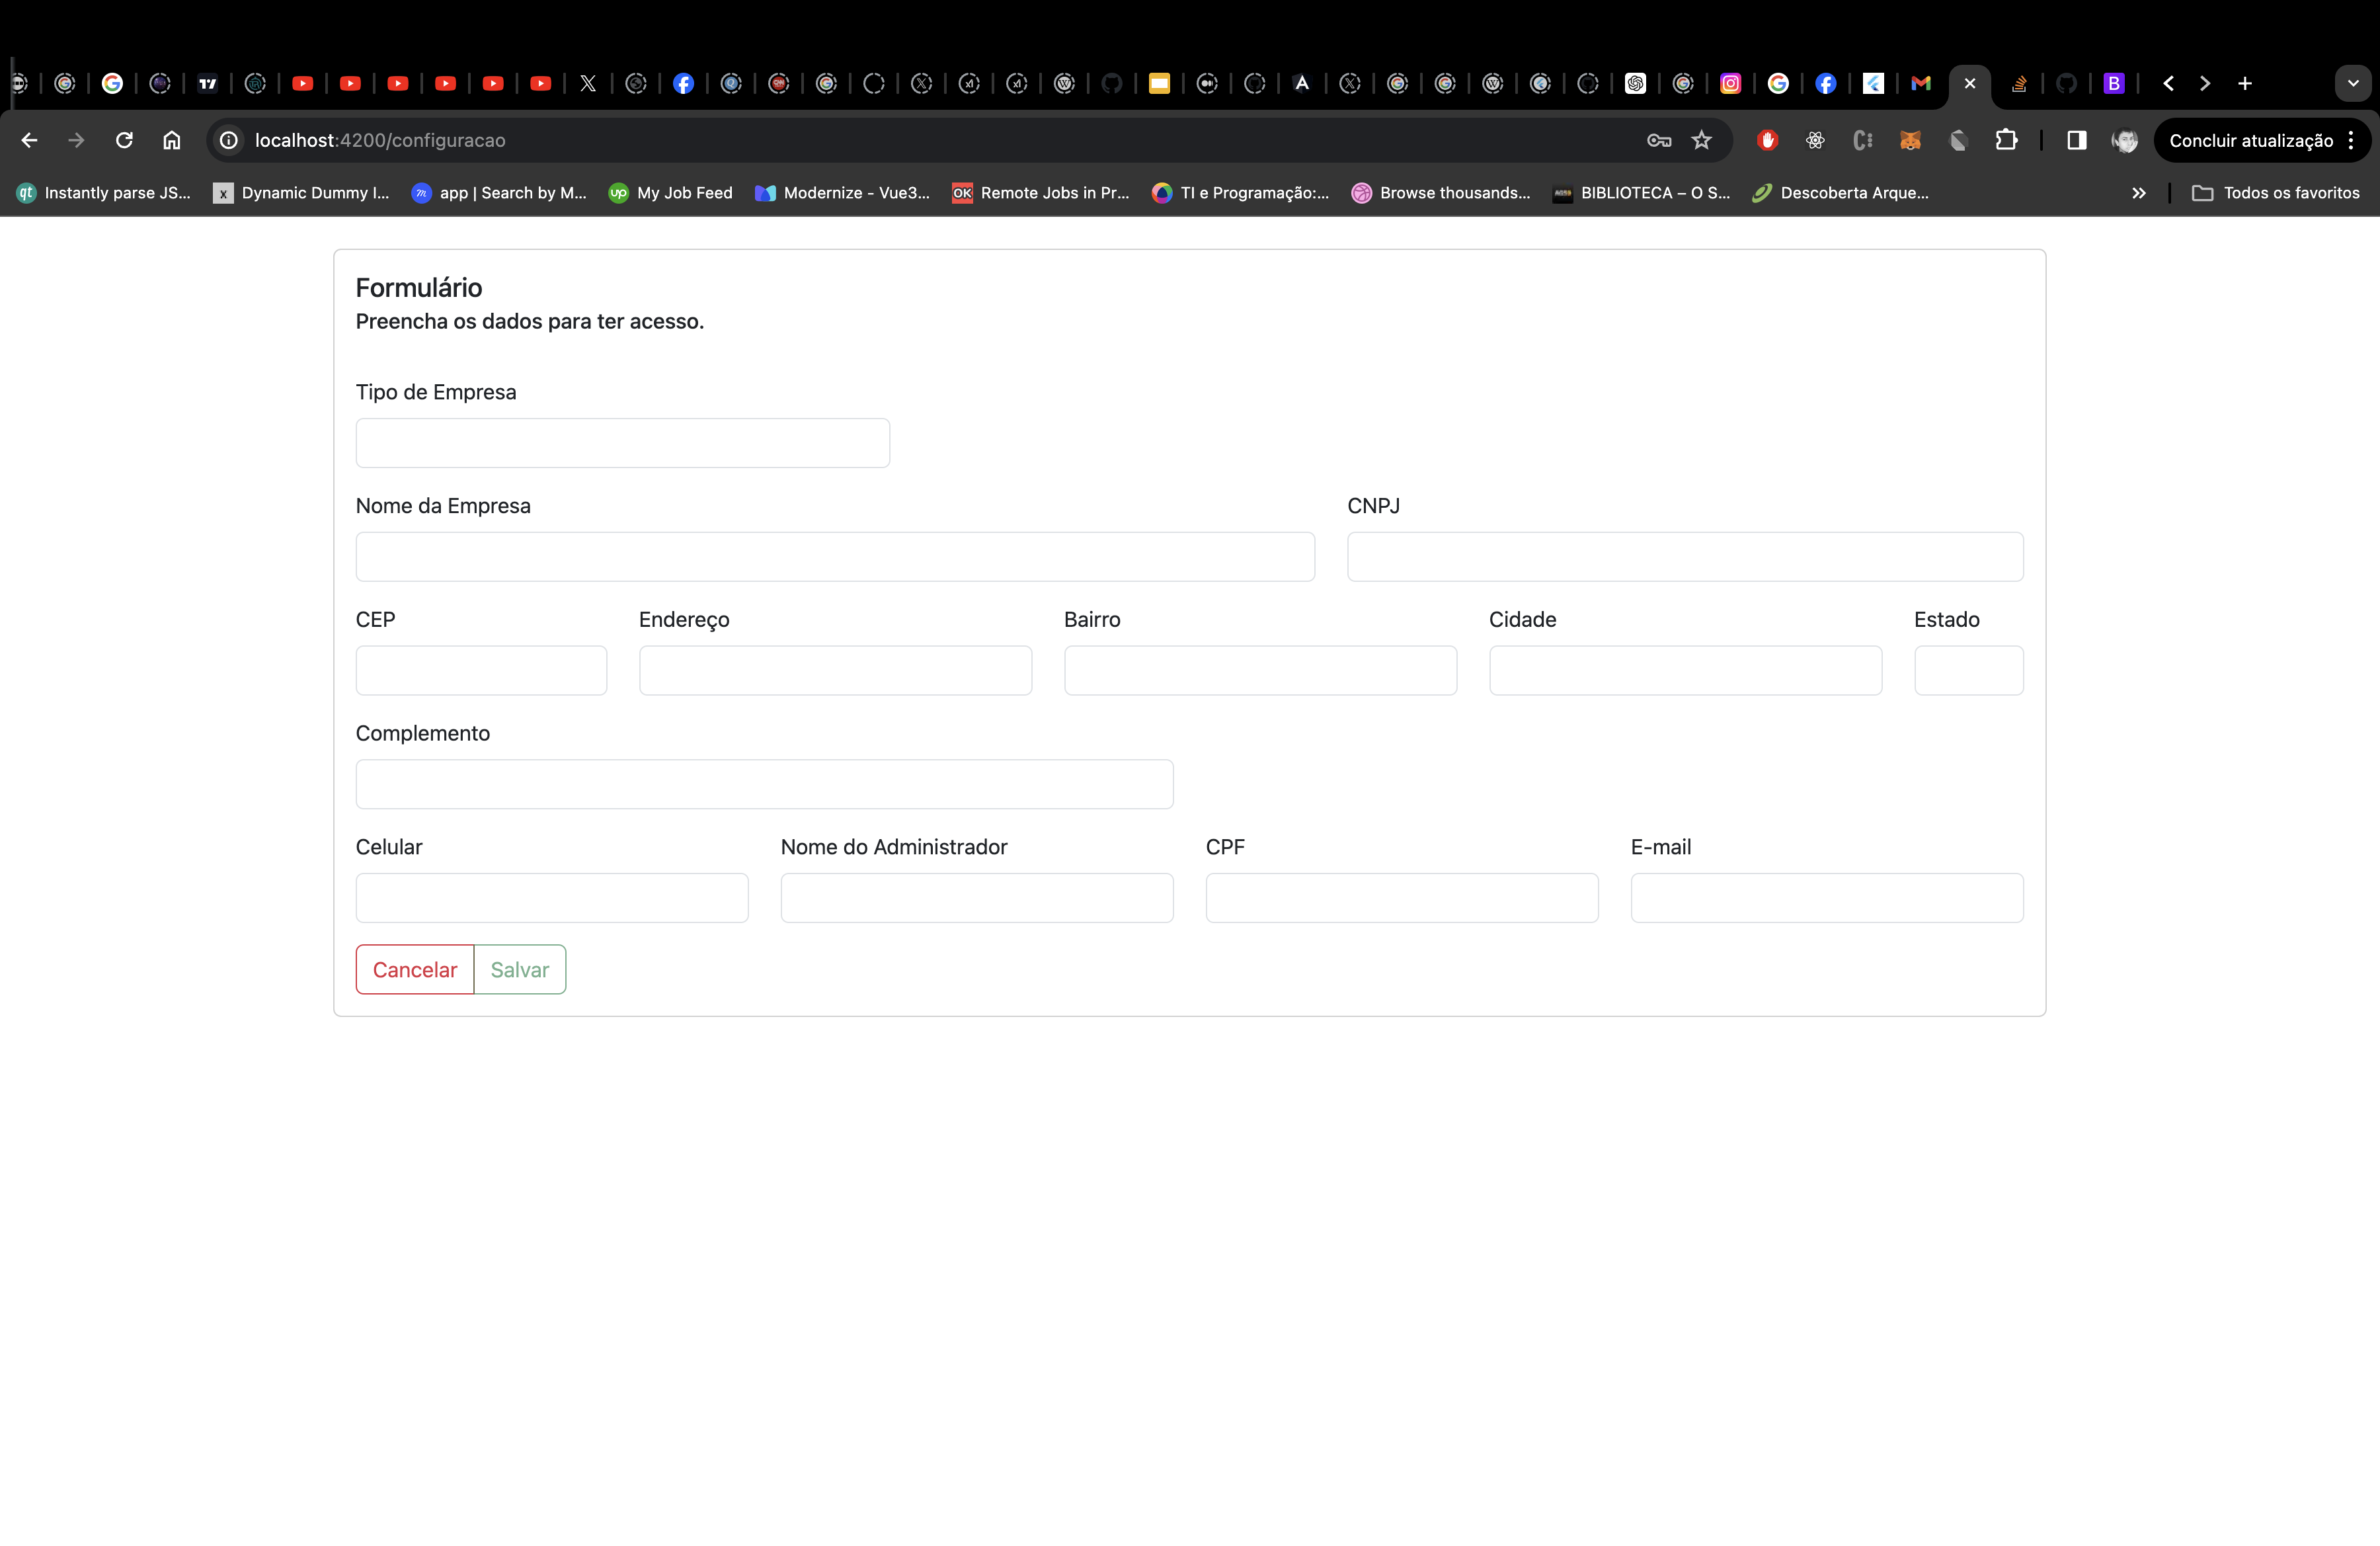 localhost:4200/configuracao
Concluir atualização
Instantly parse JS...
Dynamic Dummy I...
app | Search by M...
My Job Feed
Modernize - Vue3...
Remote Jobs in Pr...
TI e Programação:...
Browse thousands...
BIBLIOTECA – O S...
Descoberta Arque...
Todos os favoritos
Formulário
Preencha os dados para ter acesso.
Tipo de Empresa
Nome da Empresa CNPJ
CEP Endereço Bairro Cidade Estado
Complemento
Celular Nome do Administrador CPF E-mail
Cancelar Salvar